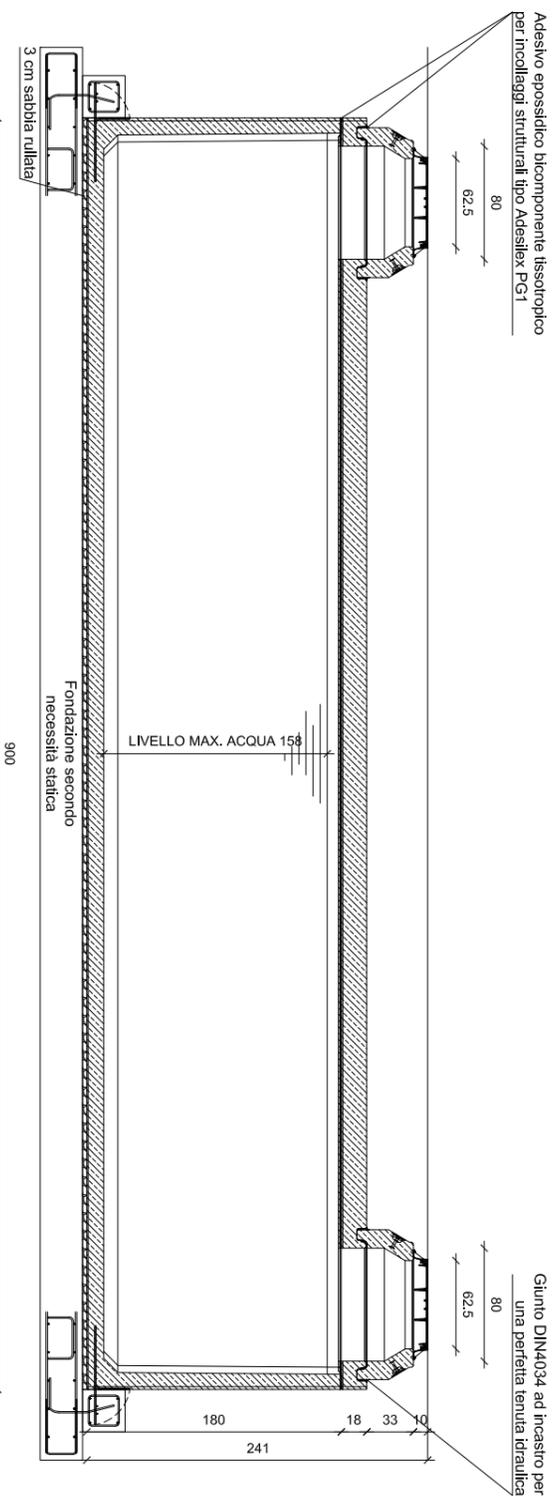 Adesivo epossidico bicomponente tissotropico
per incollaggi strutturali tipo Adesilex PG1
Giunto DIN4034 ad incastro per
una perfetta tenuta idraulica
80
62.5
80
62.5
LIVELLO MAX. ACQUA 158
180
18
33
10
241
3 cm sabbia rullata
Fondazione secondo
necessità statica
900